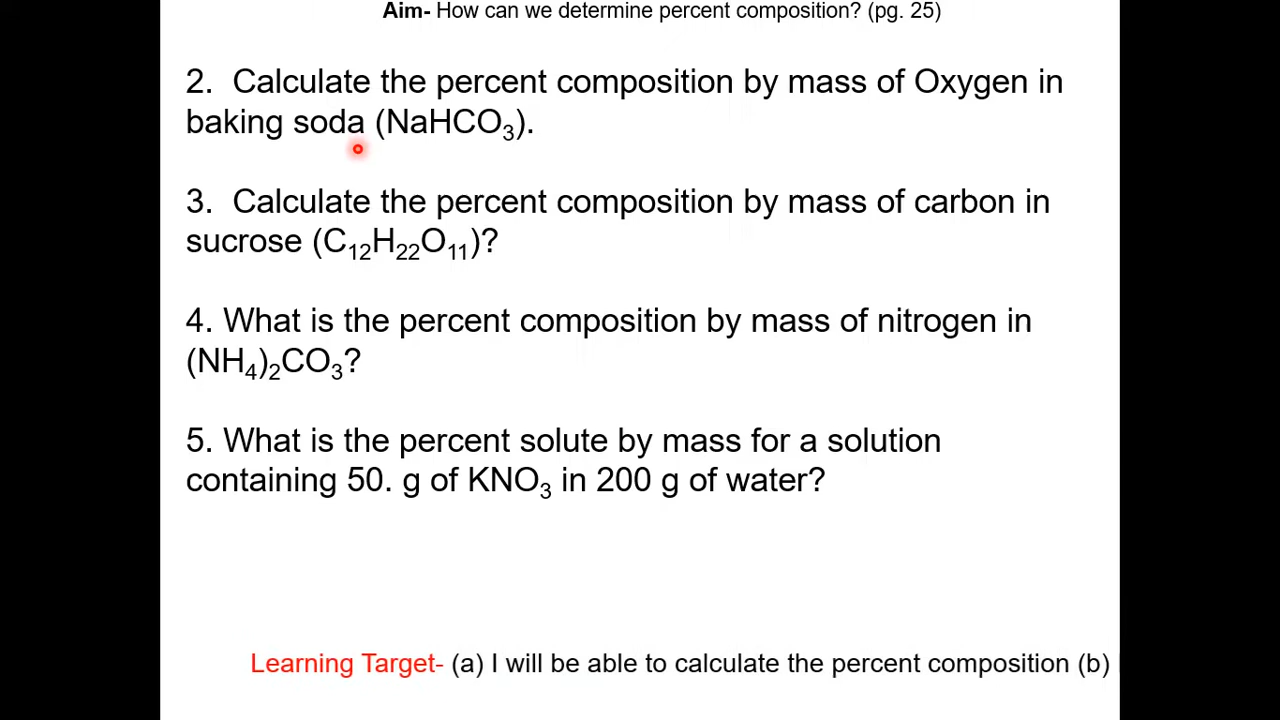 Aim- How can we determine percent composition? (pg. 25)
2. Calculate the percent composition by mass of Oxygen in
baking soda (NaHCO₃).
3. Calculate the percent composition by mass of carbon in
sucrose (C₁₂H₂₂O₁₁)?
4. What is the percent composition by mass of nitrogen in
(NH₄)₂CO₃?
5. What is the percent solute by mass for a solution
containing 50. g of KNO₃ in 200 g of water?
Learning Target- (a) I will be able to calculate the percent composition (b)